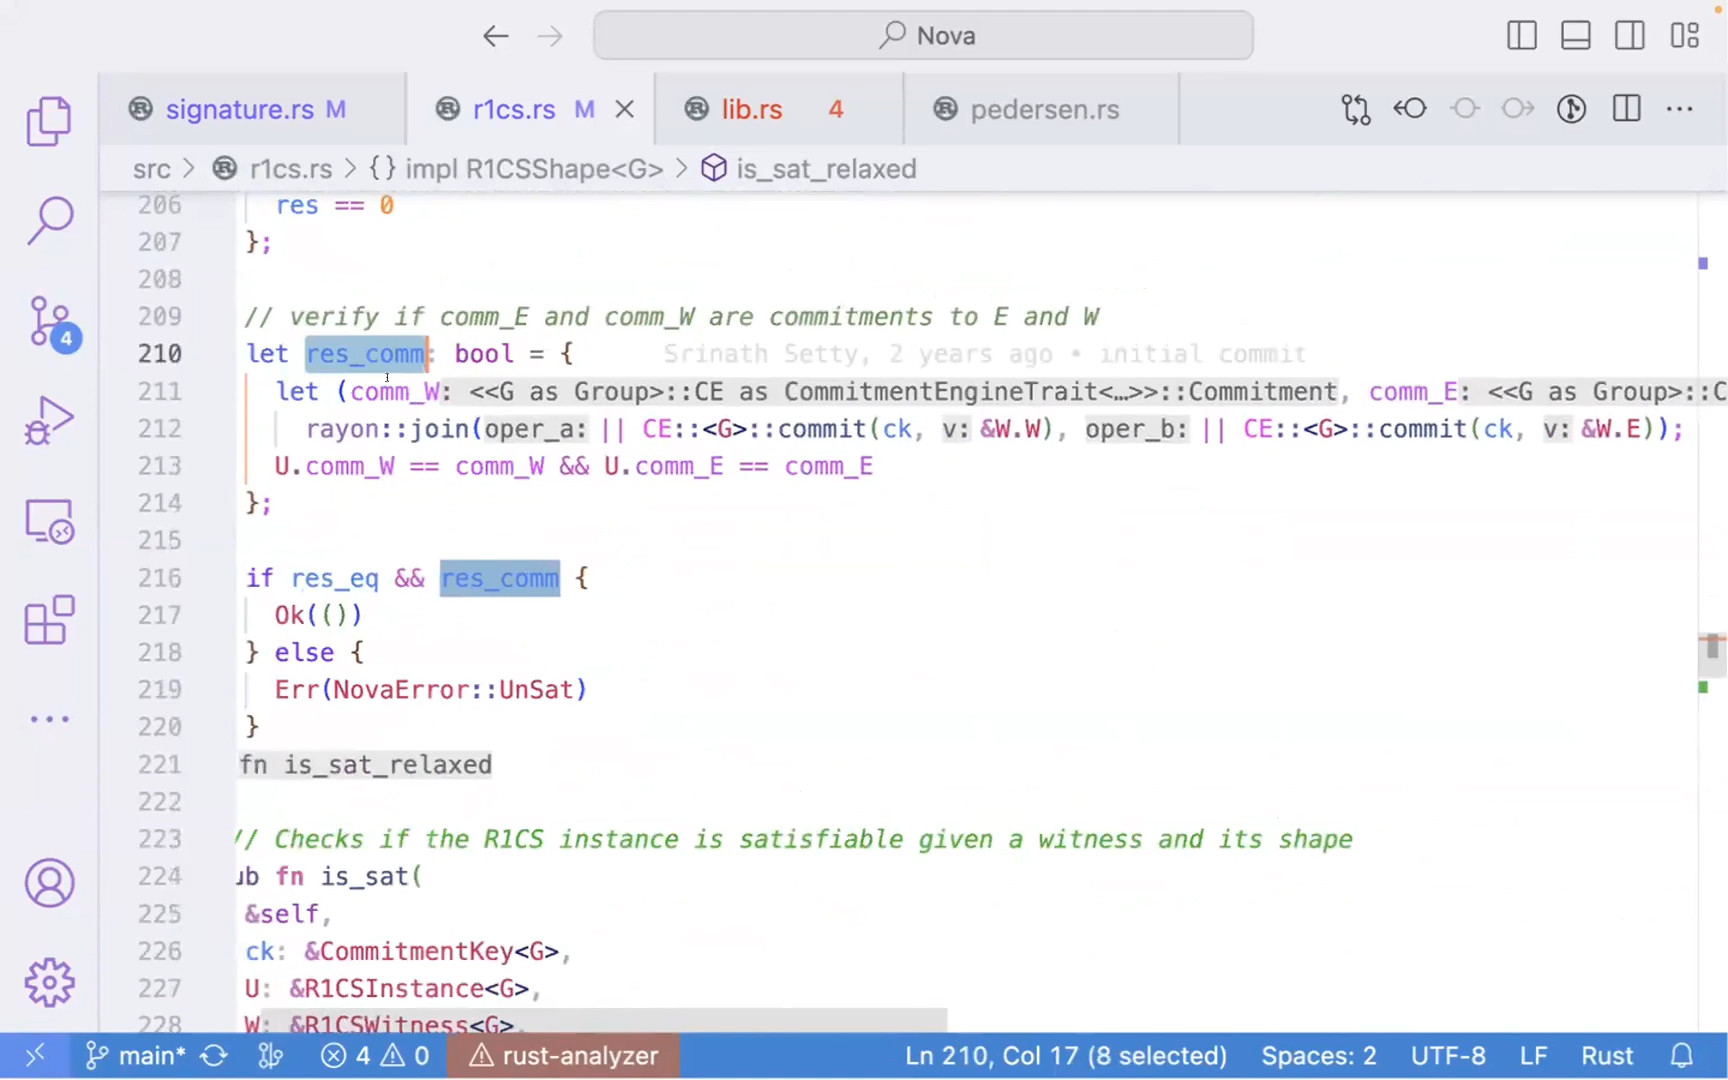 Nova
signature.rs M
r1cs.rs M
lib.rs 4
pedersen.rs
src > r1cs.rs > {} impl R1CSShape<G> > is_sat_relaxed
206 res == 0
207 };
208
209 // verify if comm_E and comm_W are commitments to E and W
210 let res_comm: bool = { Srinath Setty, 2 years ago • initial commit
211 let (comm_W: <<G as Group>::CE as CommitmentEngineTrait<…>>::Commitment, comm_E: <<G as Group>::C
212 rayon::join(oper_a: || CE::<G>::commit(ck, v: &W.W), oper_b: || CE::<G>::commit(ck, v: &W.E));
213 U.comm_W == comm_W && U.comm_E == comm_E
214 };
215
216 if res_eq && res_comm {
217 Ok(())
218 } else {
219 Err(NovaError::UnSat)
220 }
221 fn is_sat_relaxed
222
223 // Checks if the R1CS instance is satisfiable given a witness and its shape
224 ub fn is_sat(
225 &self,
226 ck: &CommitmentKey<G>,
227 U: &R1CSInstance<G>,
228 W: &R1CSWitness<G>,
4
main* 4 0 rust-analyzer Ln 210, Col 17 (8 selected) Spaces: 2 UTF-8 LF Rust